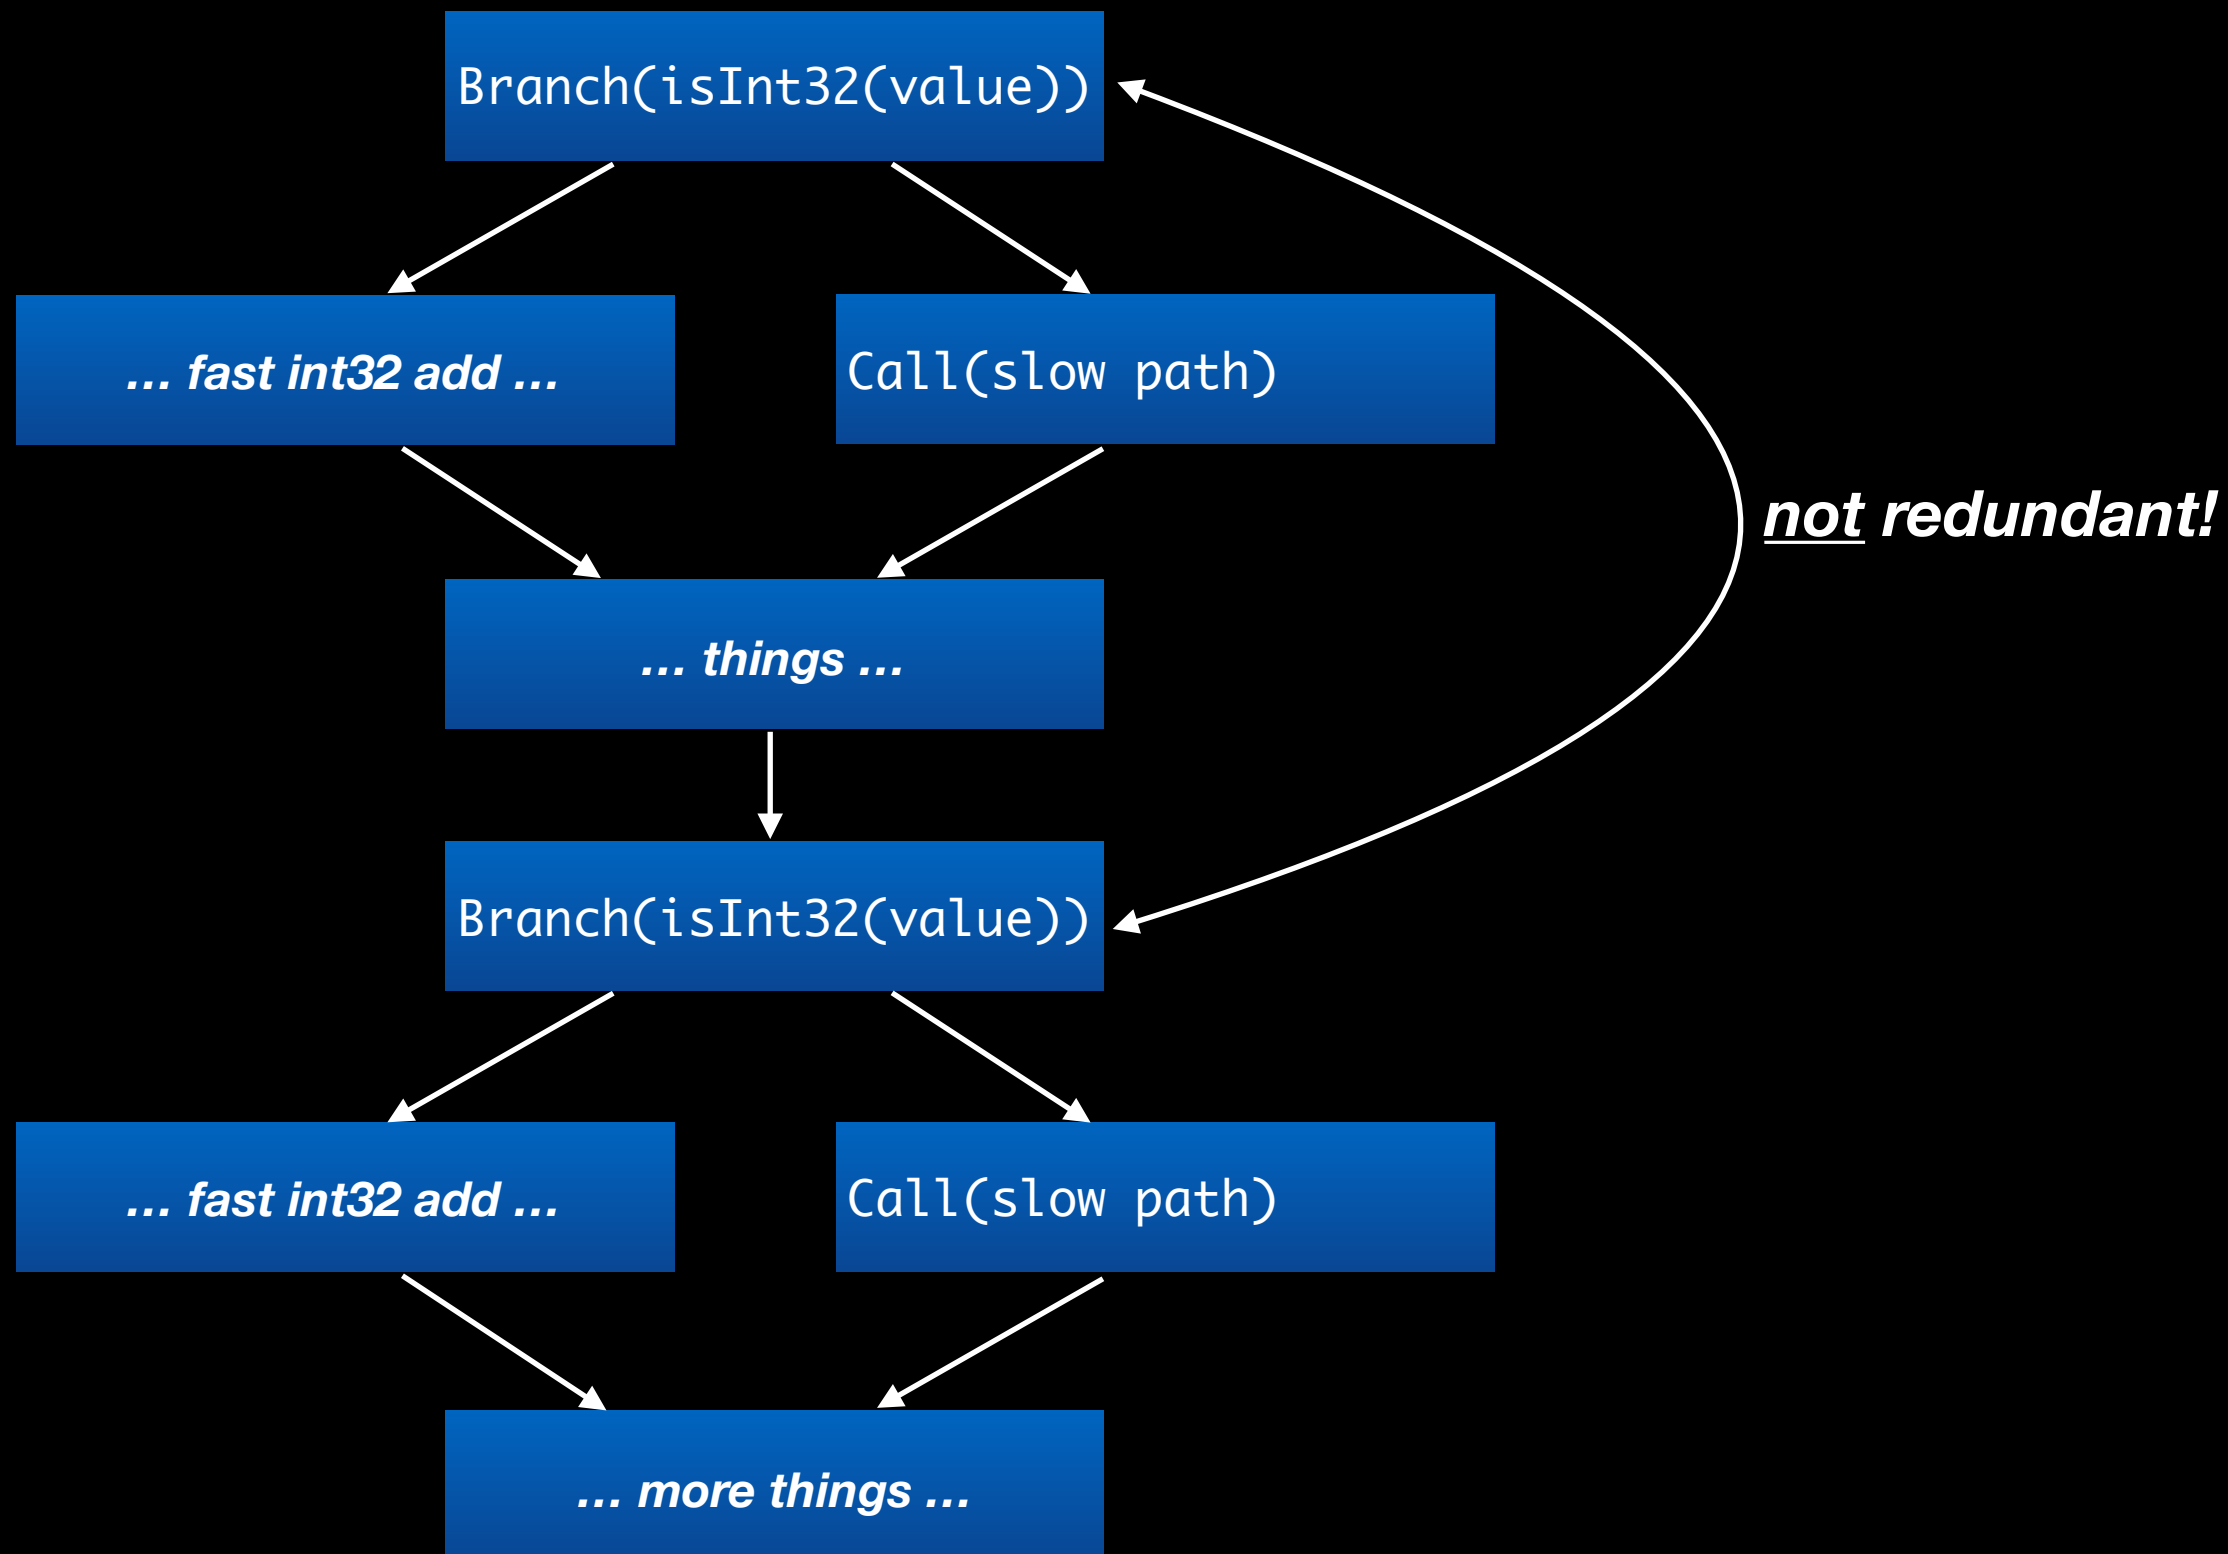 Branch(isInt32(value))
... fast int32 add ...
Call(slow path)
not redundant!
... things ...
Branch(isInt32(value))
... fast int32 add ...
Call(slow path)
... more things ...